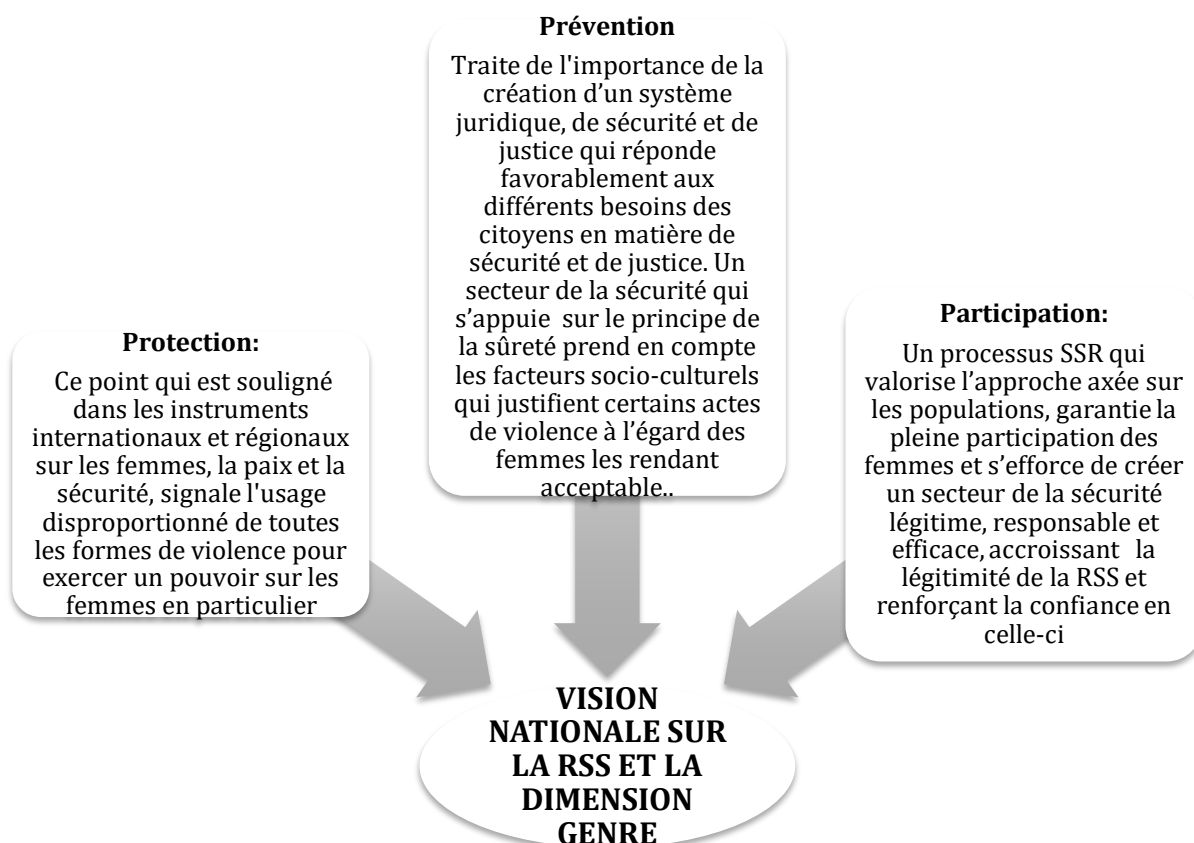 Prévention
Traite de l'importance de la
création d’un système
juridique, de sécurité et de
justice qui réponde
favorablement aux
différents besoins des
citoyens en matière de
sécurité et de justice. Un
secteur de la sécurité qui
s’appuie sur le principe de
la sûreté prend en compte
les facteurs socio-culturels
qui justifient certains actes
de violence à l’égard des
femmes les rendant
acceptable..
Protection:
Ce point qui est souligné
dans les instruments
internationaux et régionaux
sur les femmes, la paix et la
sécurité, signale l'usage
disproportionné de toutes
les formes de violence pour
exercer un pouvoir sur les
femmes en particulier
Participation:
Un processus SSR qui
valorise l’approche axée sur
les populations, garantie la
pleine participation des
femmes et s’efforce de créer
un secteur de la sécurité
légitime, responsable et
efficace, accroissant la
légitimité de la RSS et
renforçant la confiance en
celle-ci
VISION
NATIONALE SUR
LA RSS ET LA
DIMENSION
GENRE